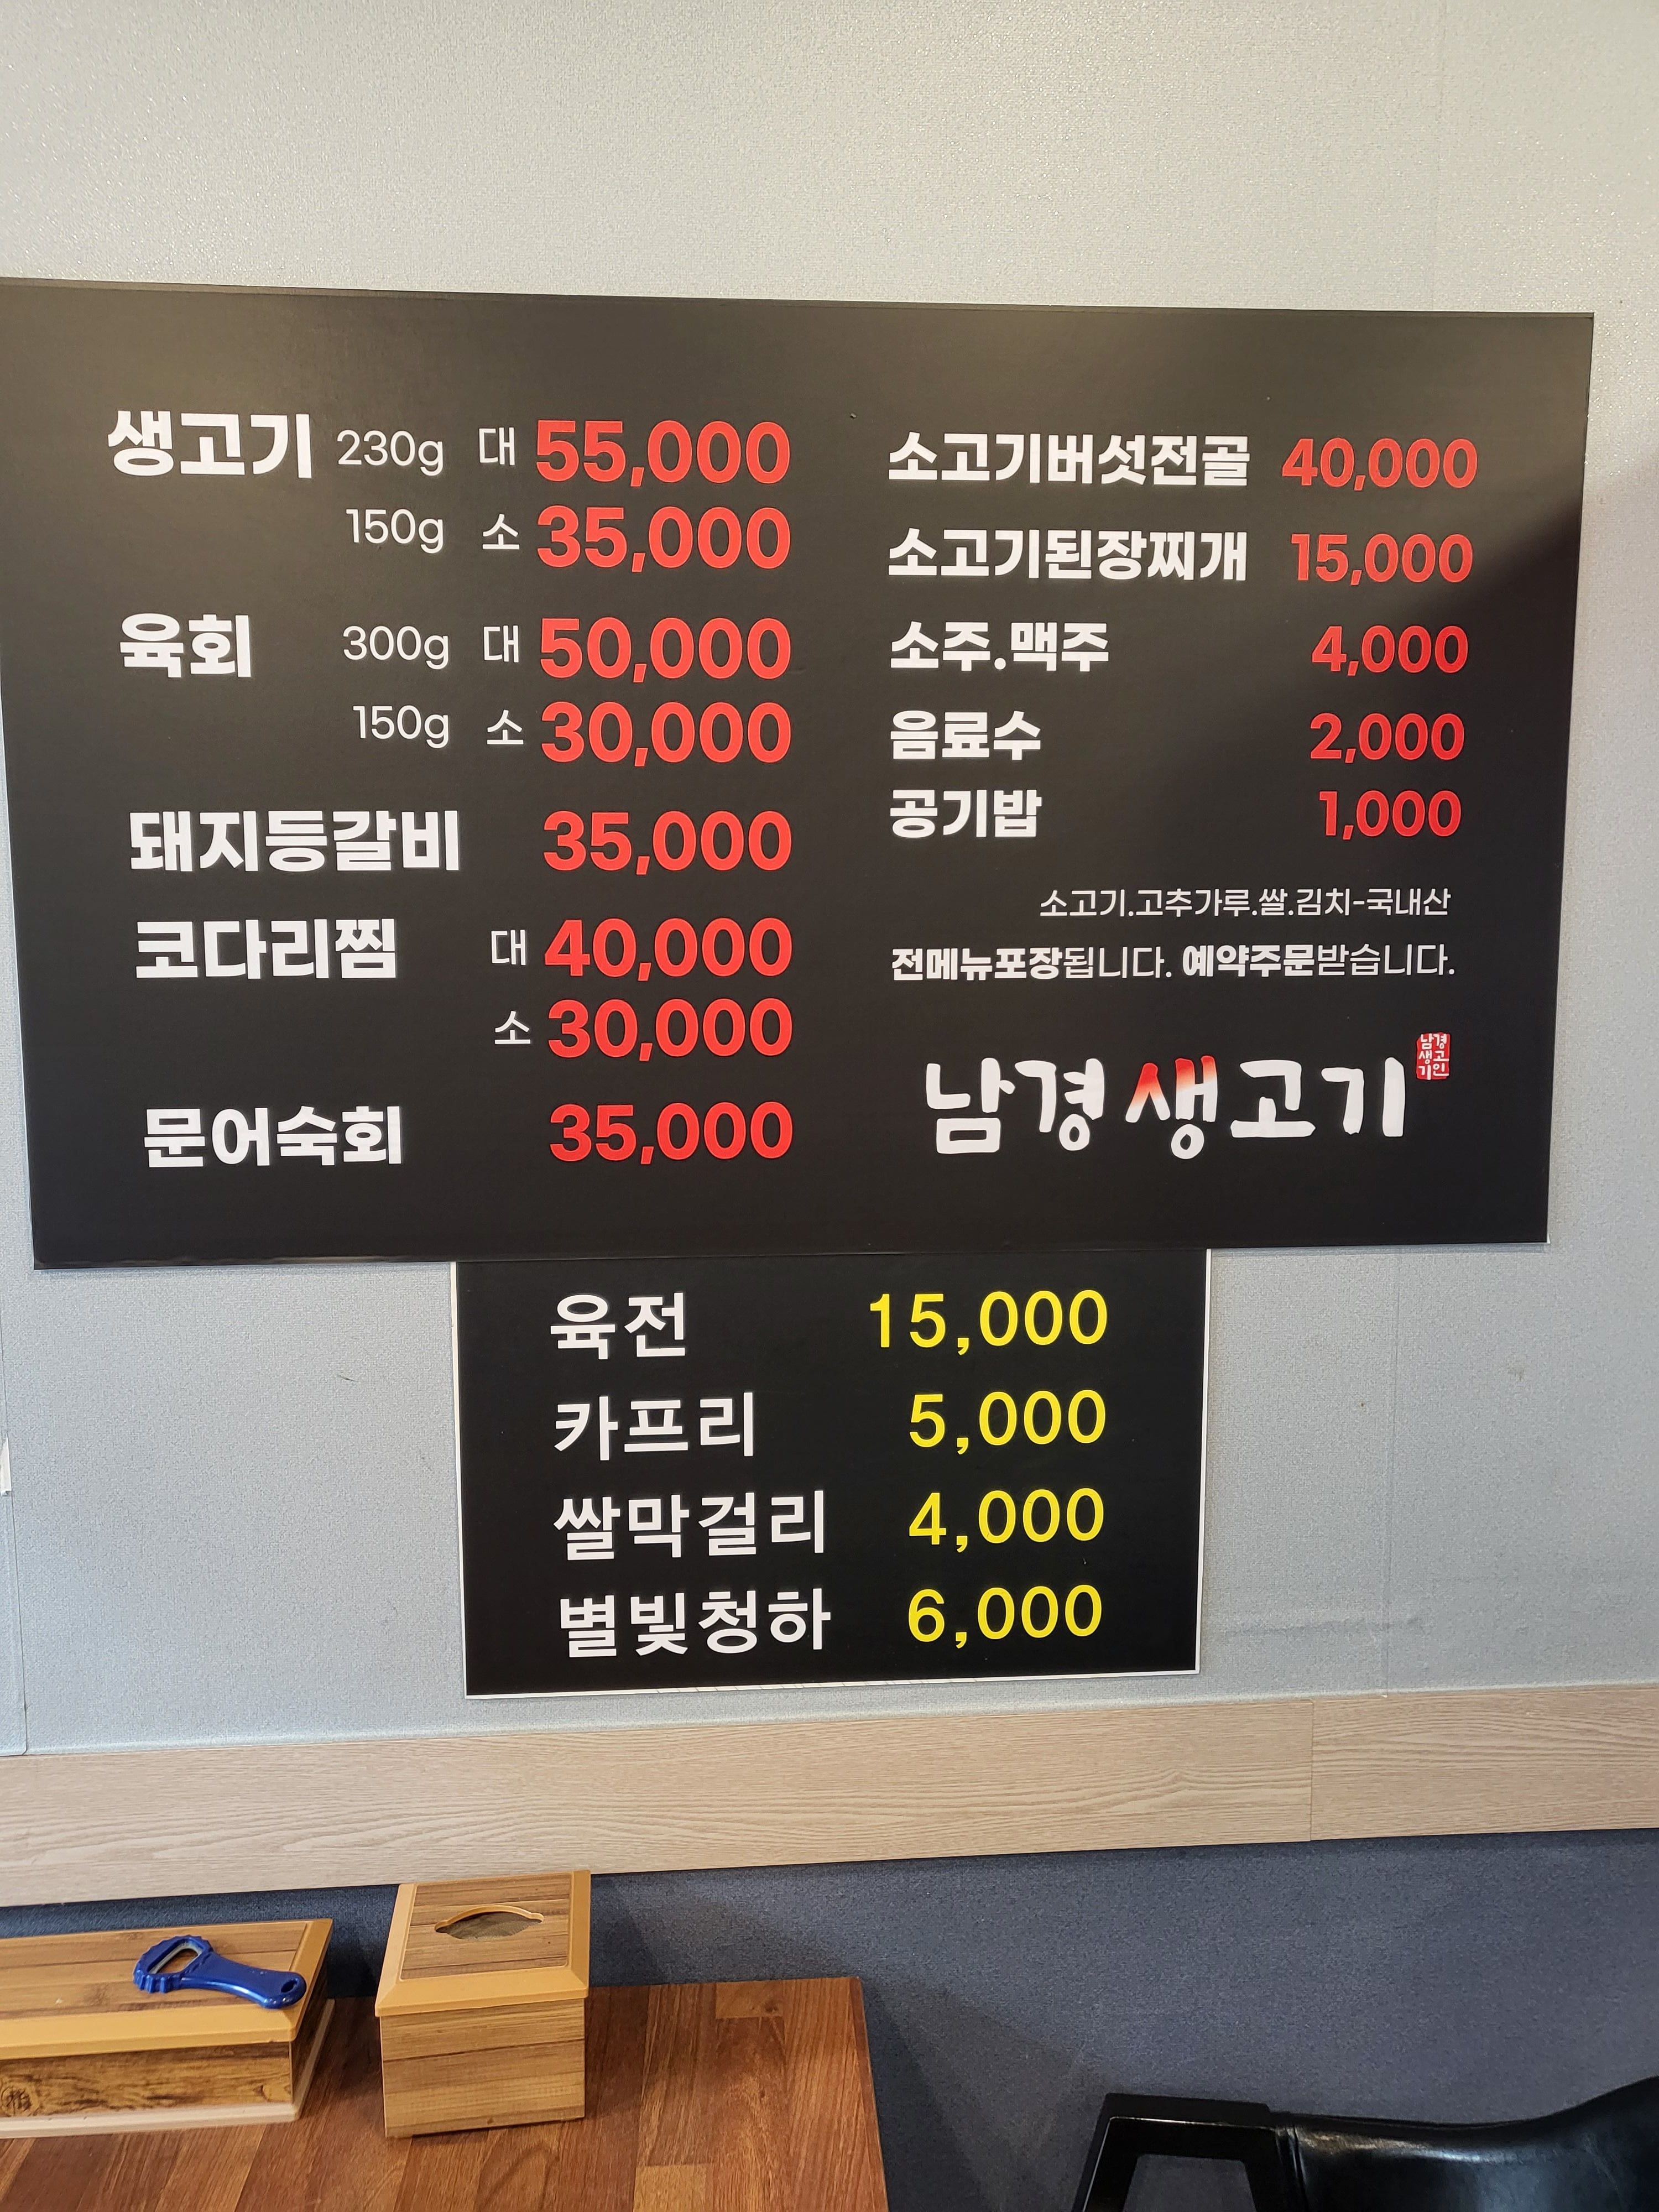 생고기 230g 대 55,000
150g 소 35,000
육회 300g 대 50,000
150g 소 30,000
돼지등갈비 35,000
코다리찜 대 40,000
소 30,000
문어숙회 35,000
소고기버섯전골 40,000
소고기된장찌개 15,000
소주.맥주 4,000
음료수 2,000
공기밥 1,000
소고기.고추가루.쌀.김치-국내산
전메뉴포장됩니다. 예약주문받습니다.
남경생고기
남경
생고
기인
육전 15,000
카프리 5,000
쌀막걸리 4,000
별빛청하 6,000